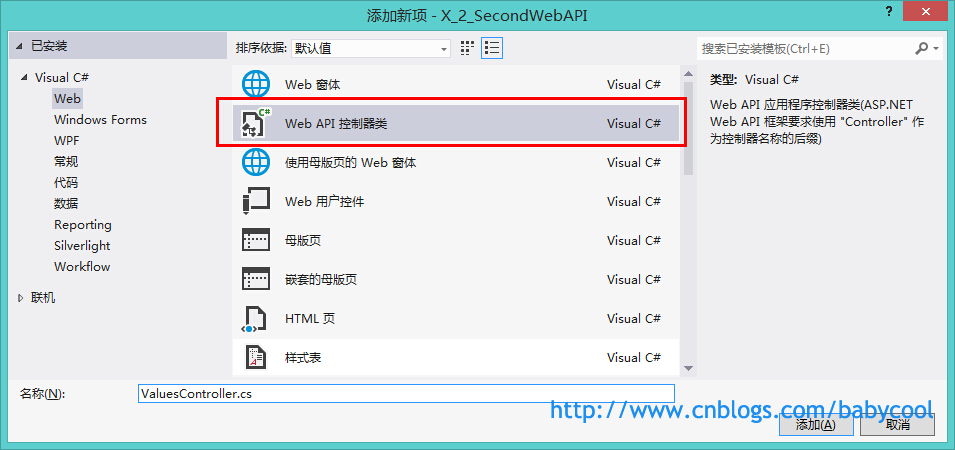 添加新项 - X_2_SecondWebAPI
?
已安装
排序依据: 默认值
搜索已安装模板(Ctrl+E)
Visual C#
Web
Windows Forms
WPF
常规
代码
数据
Reporting
Silverlight
Workflow
联机
Web 窗体 Visual C#
C#
Web API 控制器类 Visual C#
使用母版页的 Web 窗体 Visual C#
Web 用户控件 Visual C#
母版页 Visual C#
嵌套的母版页 Visual C#
HTML 页 Visual C#
样式表 Visual C#
类型: Visual C#
Web API 应用程序控制器类(ASP.NET
Web API 框架要求使用 "Controller" 作
为控制器名称的后缀)
名称(N): ValuesController.cs
http://www.cnblogs.com/babycool
添加(A) 取消